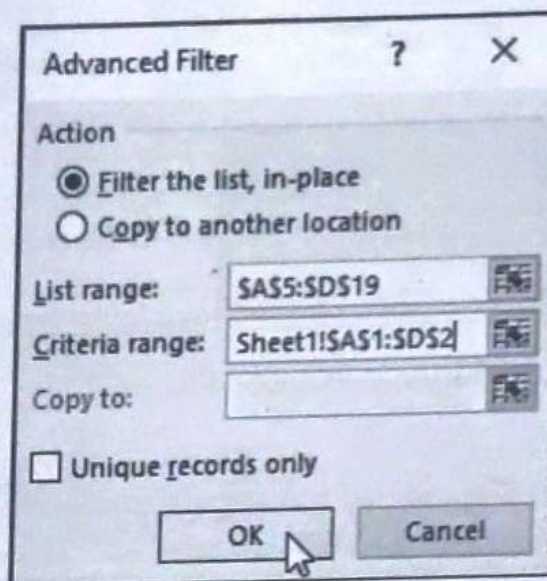 Advanced Filter ? ✕
Action
Filter the list, in-place
Copy to another location
List range: $A$5:$D$19
Criteria range: Sheet1!$A$1:$D$2
Copy to:
Unique records only
OK Cancel